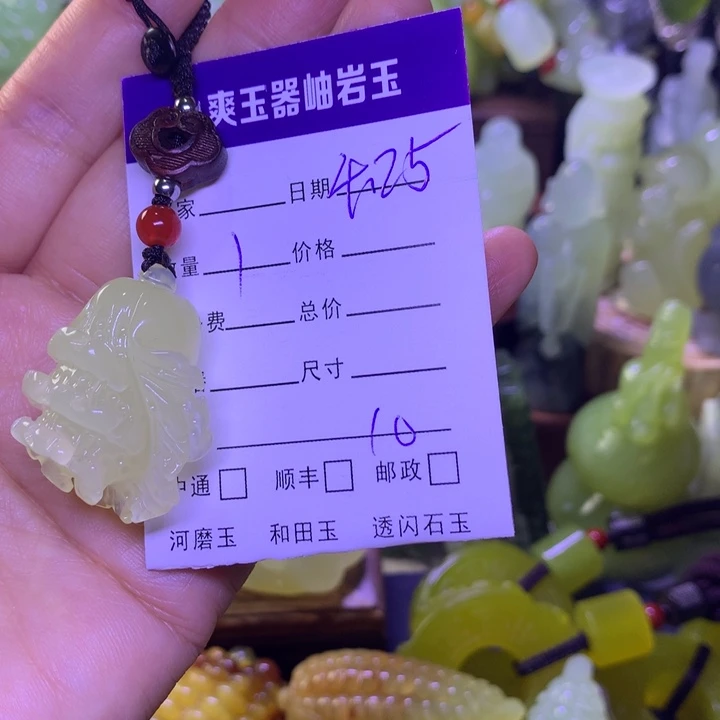 爽玉器岫岩玉
家 日期 4.25
量 1 价格
费 总价
尺寸
10
中通 □ 顺丰 □ 邮政 □
河磨玉 和田玉 透闪石玉